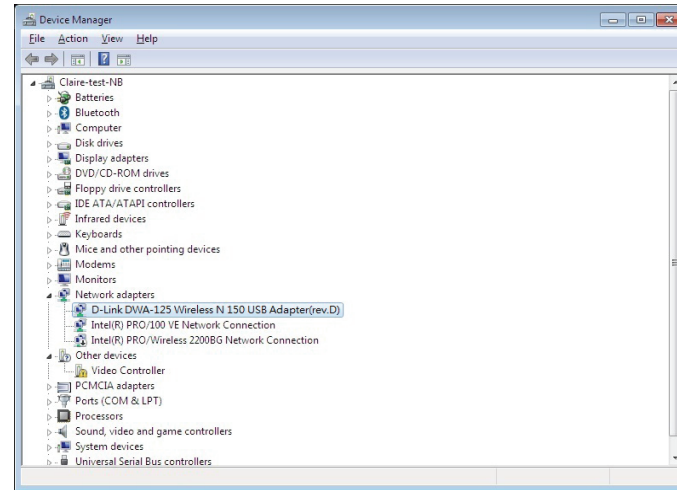 Device Manager
File Action View Help
Claire-test-NB
Batteries
Bluetooth
Computer
Disk drives
Display adapters
DVD/CD-ROM drives
Floppy drive controllers
IDE ATA/ATAPI controllers
Infrared devices
Keyboards
Mice and other pointing devices
Modems
Monitors
Network adapters
D-Link DWA-125 Wireless N 150 USB Adapter(rev.D)
Intel(R) PRO/100 VE Network Connection
Intel(R) PRO/Wireless 2200BG Network Connection
Other devices
Video Controller
PCMCIA adapters
Ports (COM & LPT)
Processors
Sound, video and game controllers
System devices
Universal Serial Bus controllers